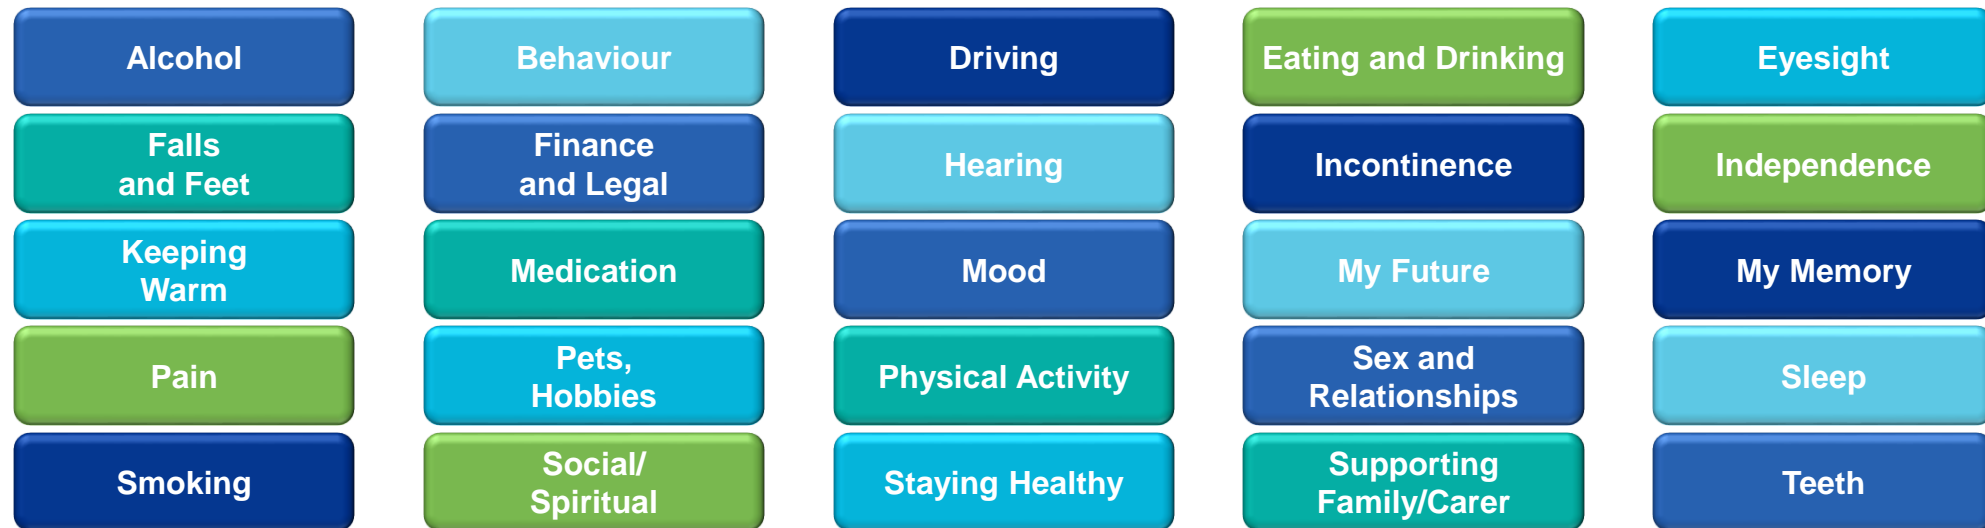 Alcohol
Behaviour
Driving
Eating and Drinking
Eyesight
Falls
and Feet
Finance
and Legal
Hearing
Incontinence
Independence
Keeping
Warm
Medication
Mood
My Future
My Memory
Pain
Pets,
Hobbies
Physical Activity
Sex and
Relationships
Sleep
Smoking
Social/
Spiritual
Staying Healthy
Supporting
Family/Carer
Teeth